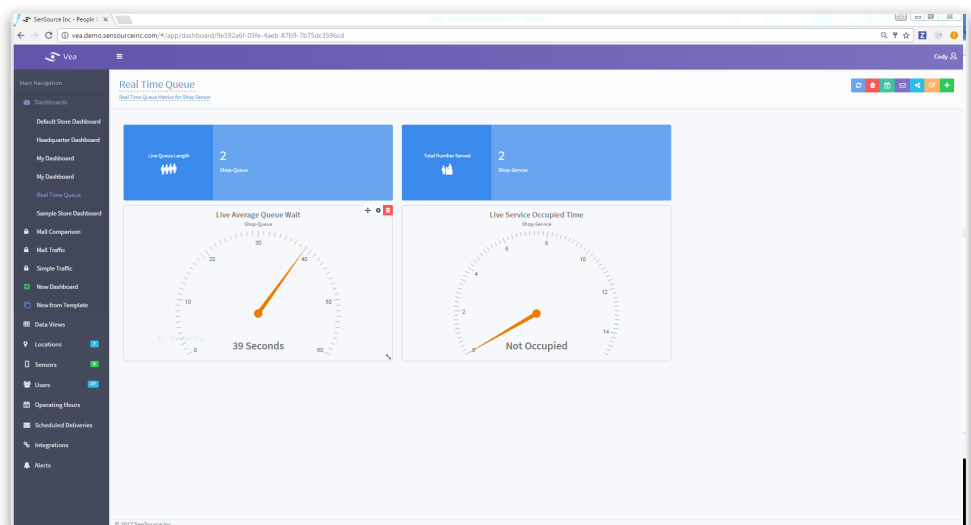 SenSource Inc - People
vea.demo.sensourceinc.com/#/app/dashboard/9e592a6f-05fe-4aeb-87b9-7b75dc3596cd
Vea
Cody
Main Navigation
Dashboards
Default Store Dashboard
Headquarter Dashboard
My Dashboard
My Dashboard
Real Time Queue
Sample Store Dashboard
Mall Comparison
Mall Traffic
Simple Traffic
New Dashboard
New from Template
Data Views
Locations
Sensors
Users
Operating Hours
Scheduled Deliveries
Integrations
Alerts
Real Time Queue
Real Time Queue Metrics for Shop Sensor
Live Queue Length
2
Shop-Queue
Total Number Served
2
Shop-Service
Live Average Queue Wait
Shop-Queue
0
10
20
30
40
50
60
39 Seconds
Live Service Occupied Time
Shop-Service
0
2
4
6
8
10
12
14
Not Occupied
© 2017 SenSource Inc